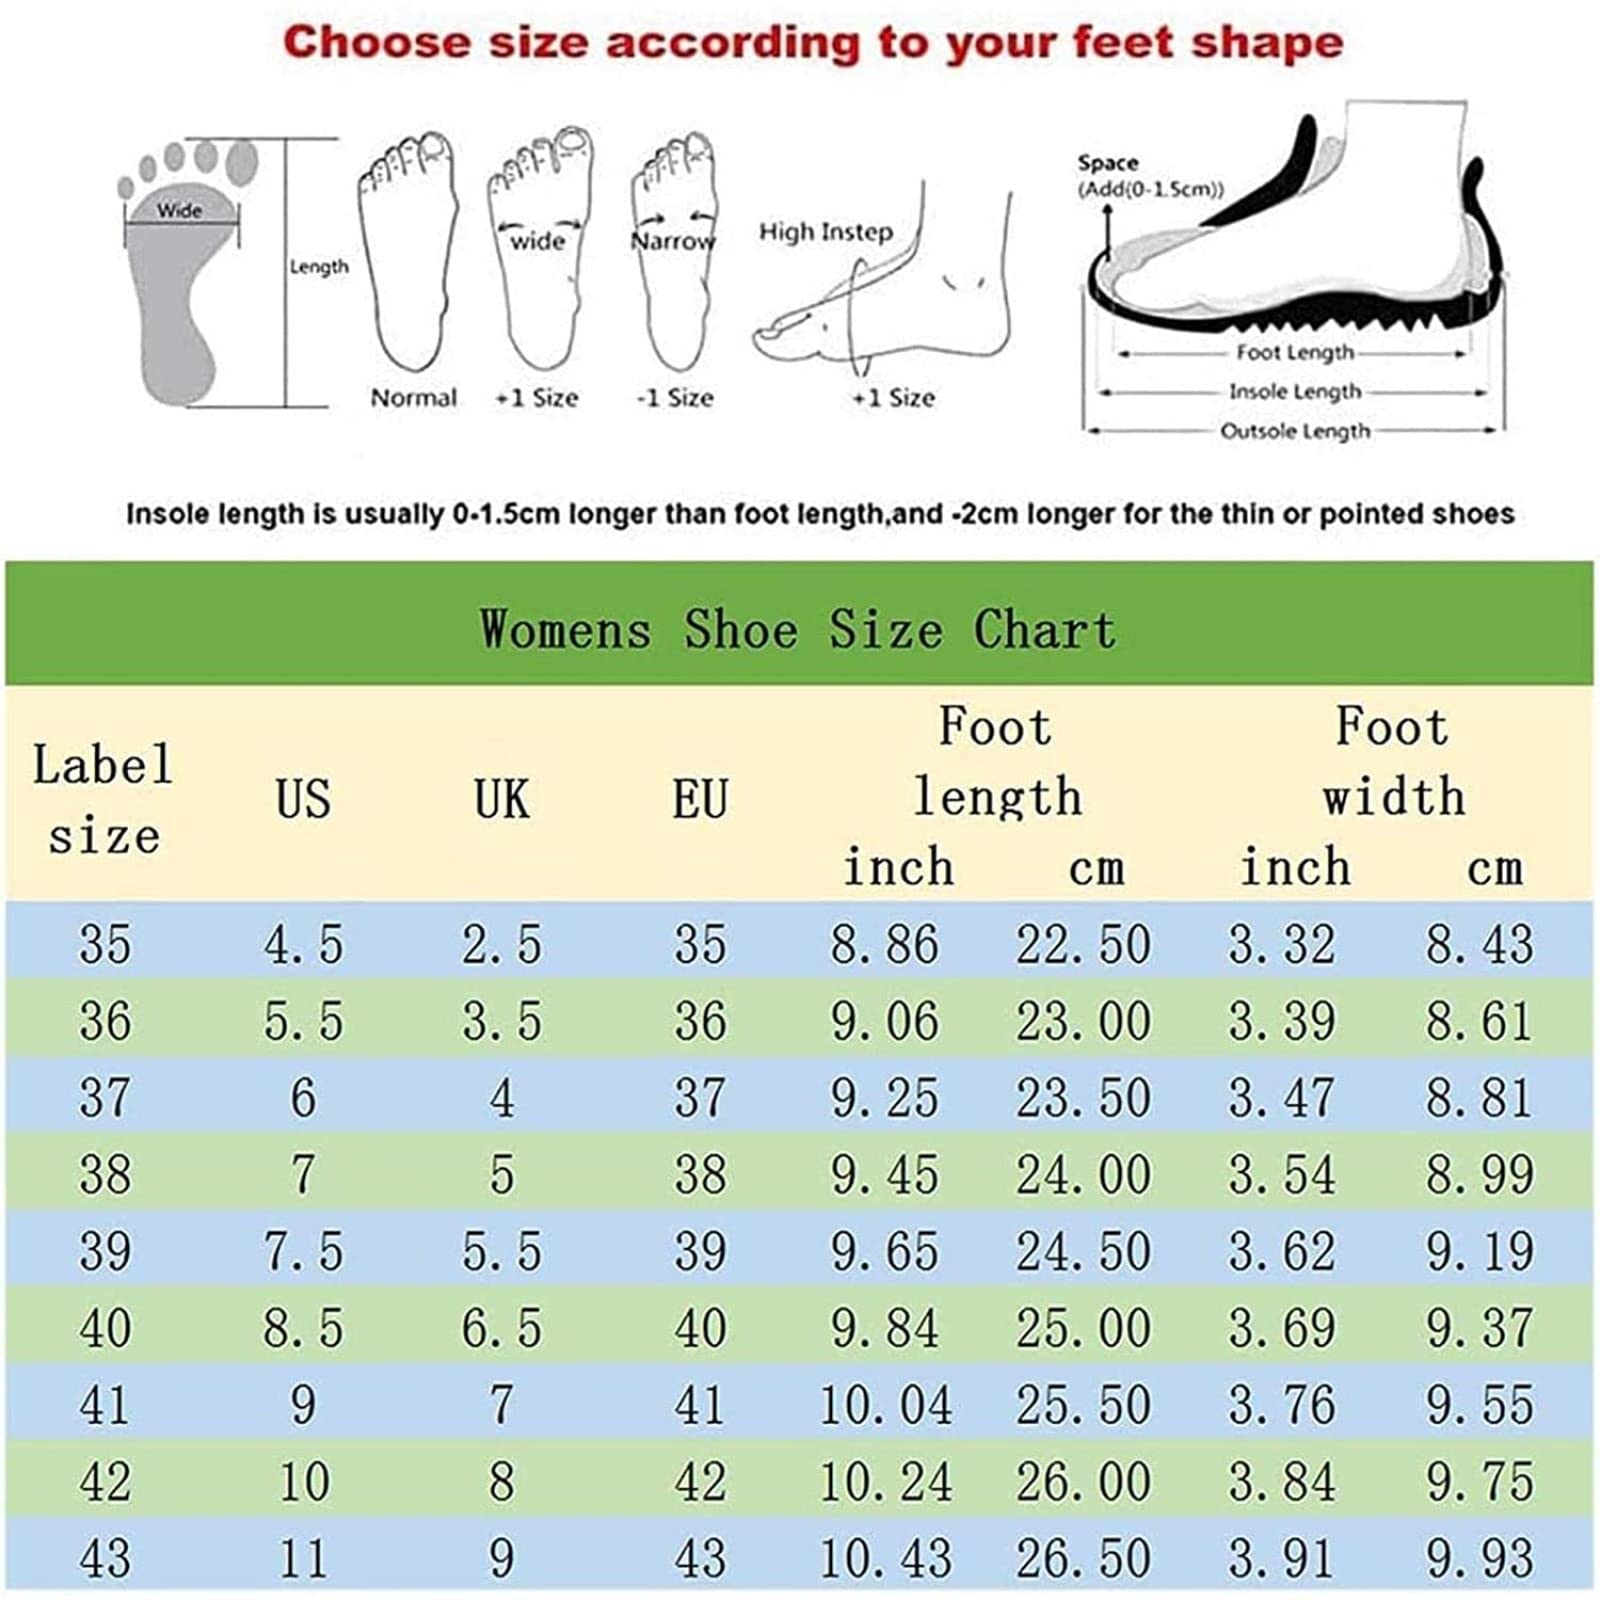 Choose size according to your feet shape
Wide
Length
Normal
wide
+1 Size
Narrow
-1 Size
High Instep
+1 Size
Space
(Add(0-1.5cm))
Foot Length
Insole Length
Outsole Length
Insole length is usually 0-1.5cm longer than foot length,and -2cm longer for the thin or pointed shoes
Womens Shoe Size Chart
Label size US UK EU Foot length Foot width
inch cm inch cm
35 4.5 2.5 35 8.86 22.50 3.32 8.43
36 5.5 3.5 36 9.06 23.00 3.39 8.61
37 6 4 37 9.25 23.50 3.47 8.81
38 7 5 38 9.45 24.00 3.54 8.99
39 7.5 5.5 39 9.65 24.50 3.62 9.19
40 8.5 6.5 40 9.84 25.00 3.69 9.37
41 9 7 41 10.04 25.50 3.76 9.55
42 10 8 42 10.24 26.00 3.84 9.75
43 11 9 43 10.43 26.50 3.91 9.93